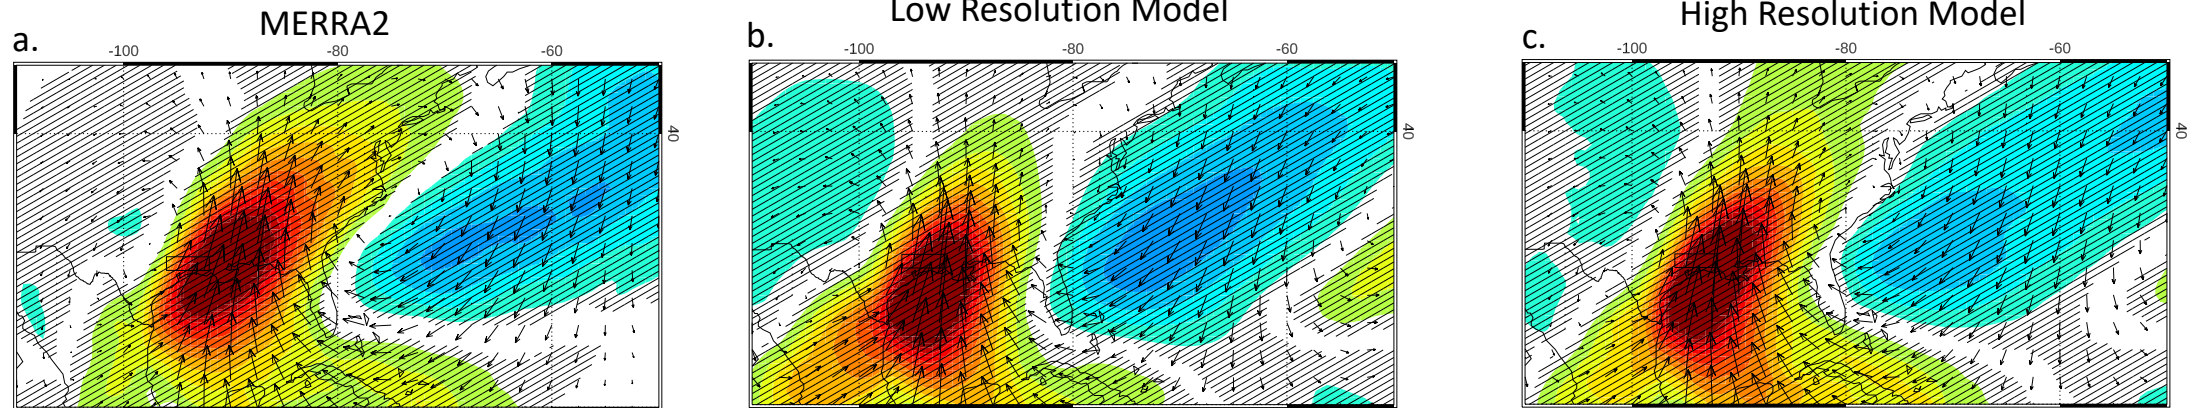 MERRA2
Low Resolution Model
High Resolution Model
a.
b.
c.
-100 -80 -60
-100 -80 -60
-100 -80 -60
40
40
40